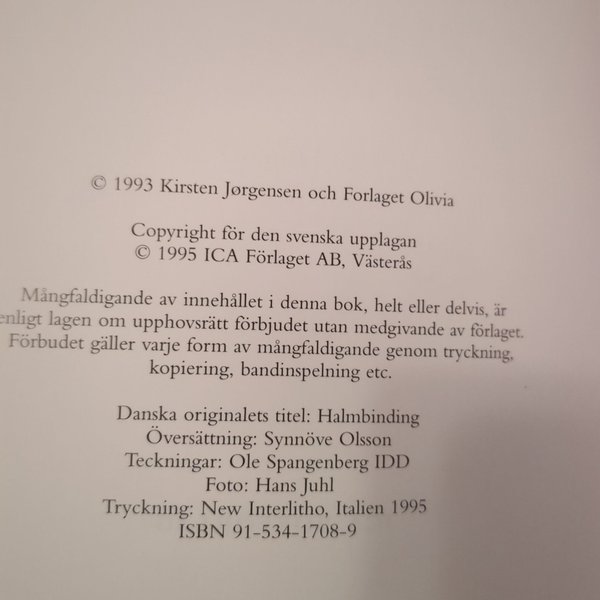 © 1993 Kirsten Jørgensen och Forlaget Olivia
Copyright för den svenska upplagan
© 1995 ICA Förlaget AB, Västerås
Mångfaldigande av innehållet i denna bok, helt eller delvis, är
enligt lagen om upphovsrätt förbjudet utan medgivande av förlaget.
Förbudet gäller varje form av mångfaldigande genom tryckning,
kopiering, bandinspelning etc.
Danska originalets titel: Halmbinding
Översättning: Synnöve Olsson
Teckningar: Ole Spangenberg IDD
Foto: Hans Juhl
Tryckning: New Interlitho, Italien 1995
ISBN 91-534-1708-9